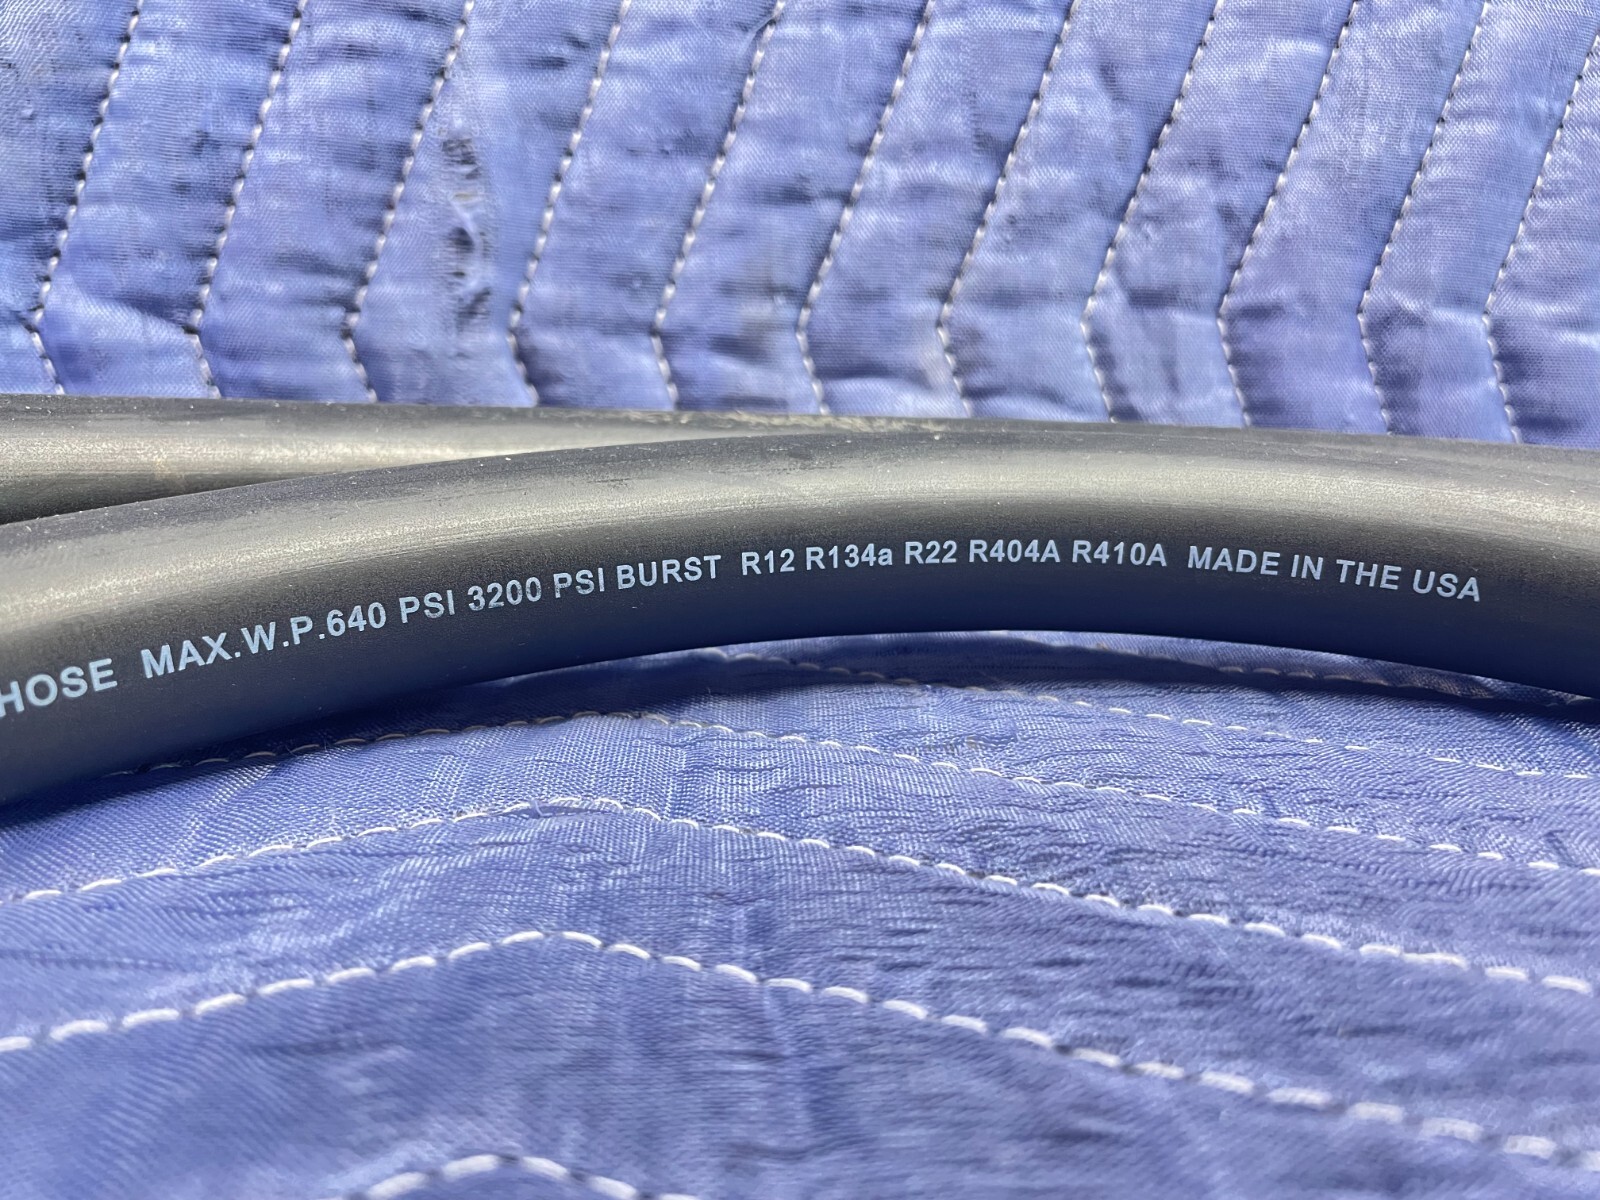 HOSE MAX.W.P.640 PSI 3200 PSI BURST R12 R134a R22 R404A R410A MADE IN THE USA